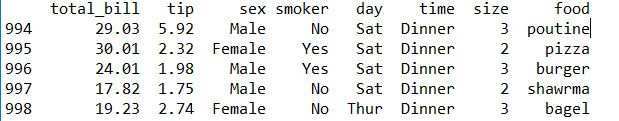 total_bill tip sex smoker day time size food
994 29.03 5.92 Male No Sat Dinner 3 poutine
995 30.01 2.32 Female Yes Sat Dinner 2 pizza
996 24.01 1.98 Male Yes Sat Dinner 3 burger
997 17.82 1.75 Male No Sat Dinner 2 shawrma
998 19.23 2.74 Female No Thur Dinner 3 bagel